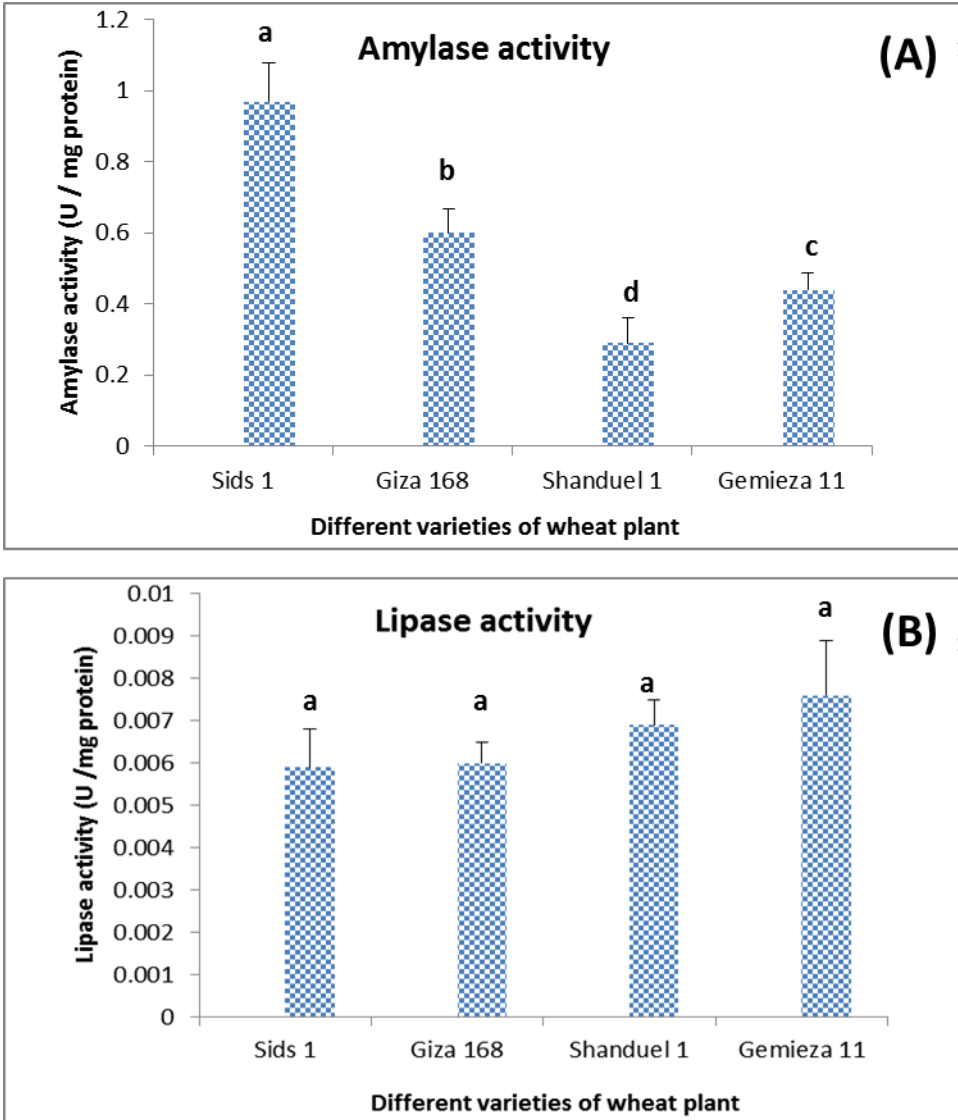 Amylase activity
(A)
Amylase activity (U / mg protein)
1.2
1
0.8
0.6
0.4
0.2
0
a
b
d
c
Sids 1 Giza 168 Shanduel 1 Gemieza 11
Different varieties of wheat plant
Lipase activity
(B)
Lipase activity (U /mg protein)
0.01
0.009
0.008
0.007
0.006
0.005
0.004
0.003
0.002
0.001
0
a
a
a
a
Sids 1 Giza 168 Shanduel 1 Gemieza 11
Different varieties of wheat plant